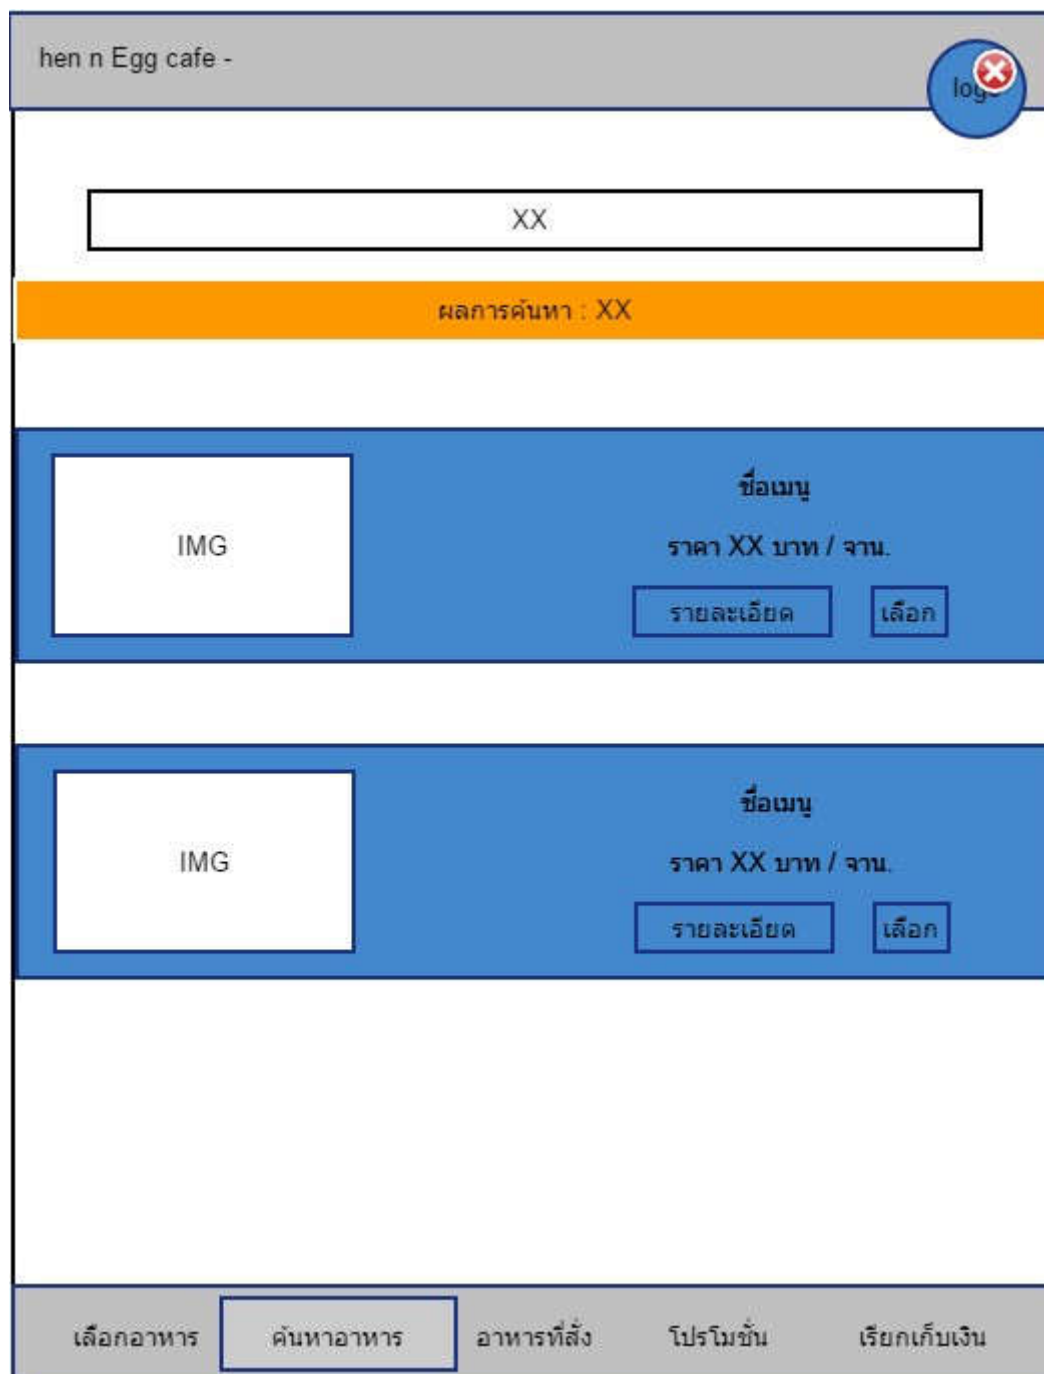 hen n Egg cafe -
XX
ผลการค้นหา : XX
IMG
ชื่อเมนู
ราคา XX บาท / จาน.
รายละเอียด
เลือก
IMG
ชื่อเมนู
ราคา XX บาท / จาน.
รายละเอียด
เลือก
เลือกอาหาร ค้นหาอาหาร อาหารที่สั่ง โปรโมชั่น เรียกเก็บเงิน